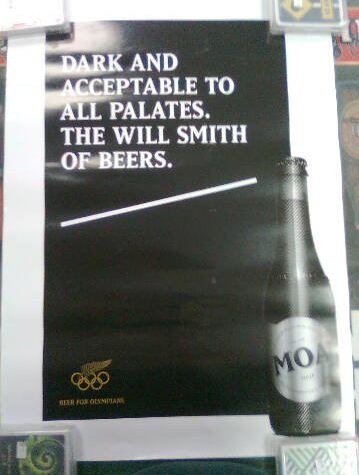 DARK AND
ACCEPTABLE TO
ALL PALATES.
THE WILL SMITH
OF BEERS.
MOA
BEER FOR OLYMPIANS